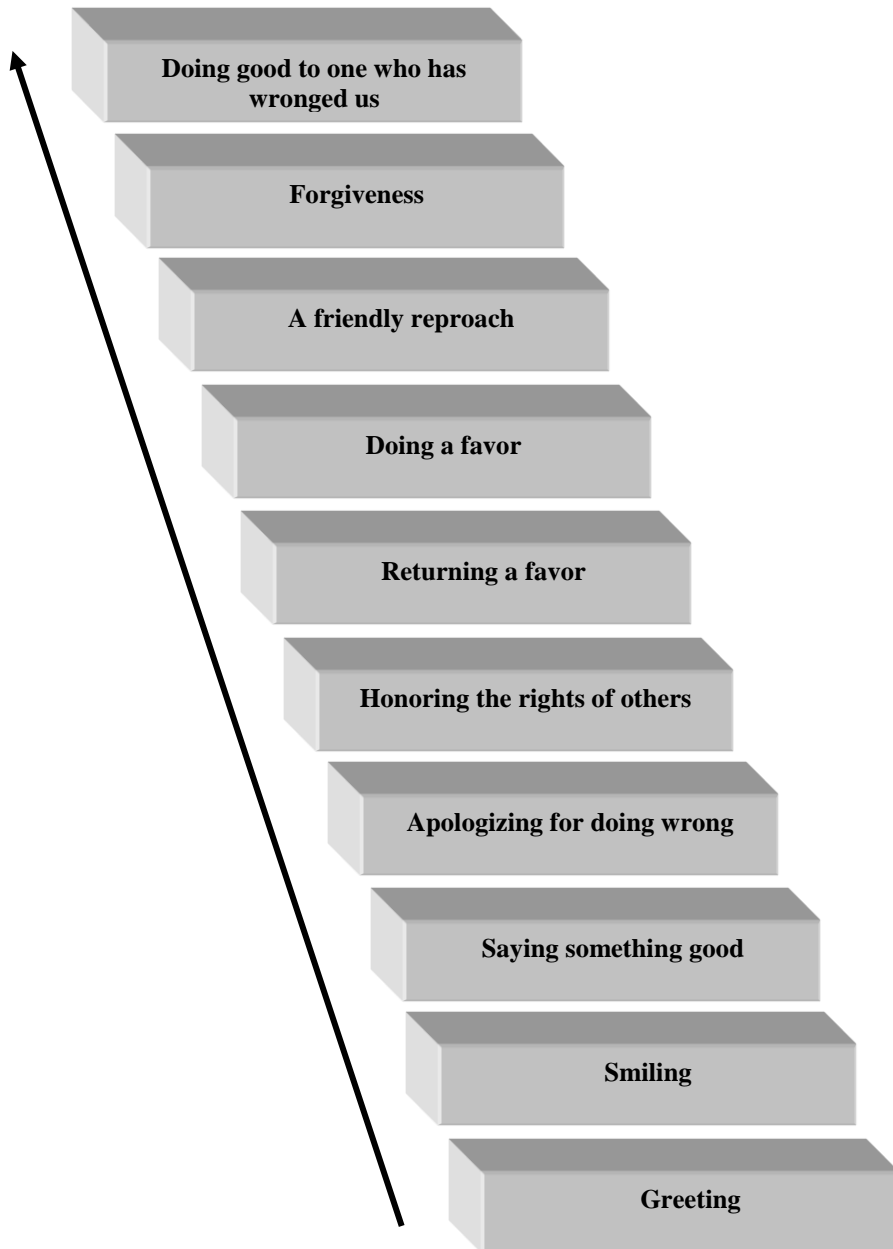 Doing good to one who has
wronged us
Forgiveness
A friendly reproach
Doing a favor
Returning a favor
Honoring the rights of others
Apologizing for doing wrong
Saying something good
Smiling
Greeting